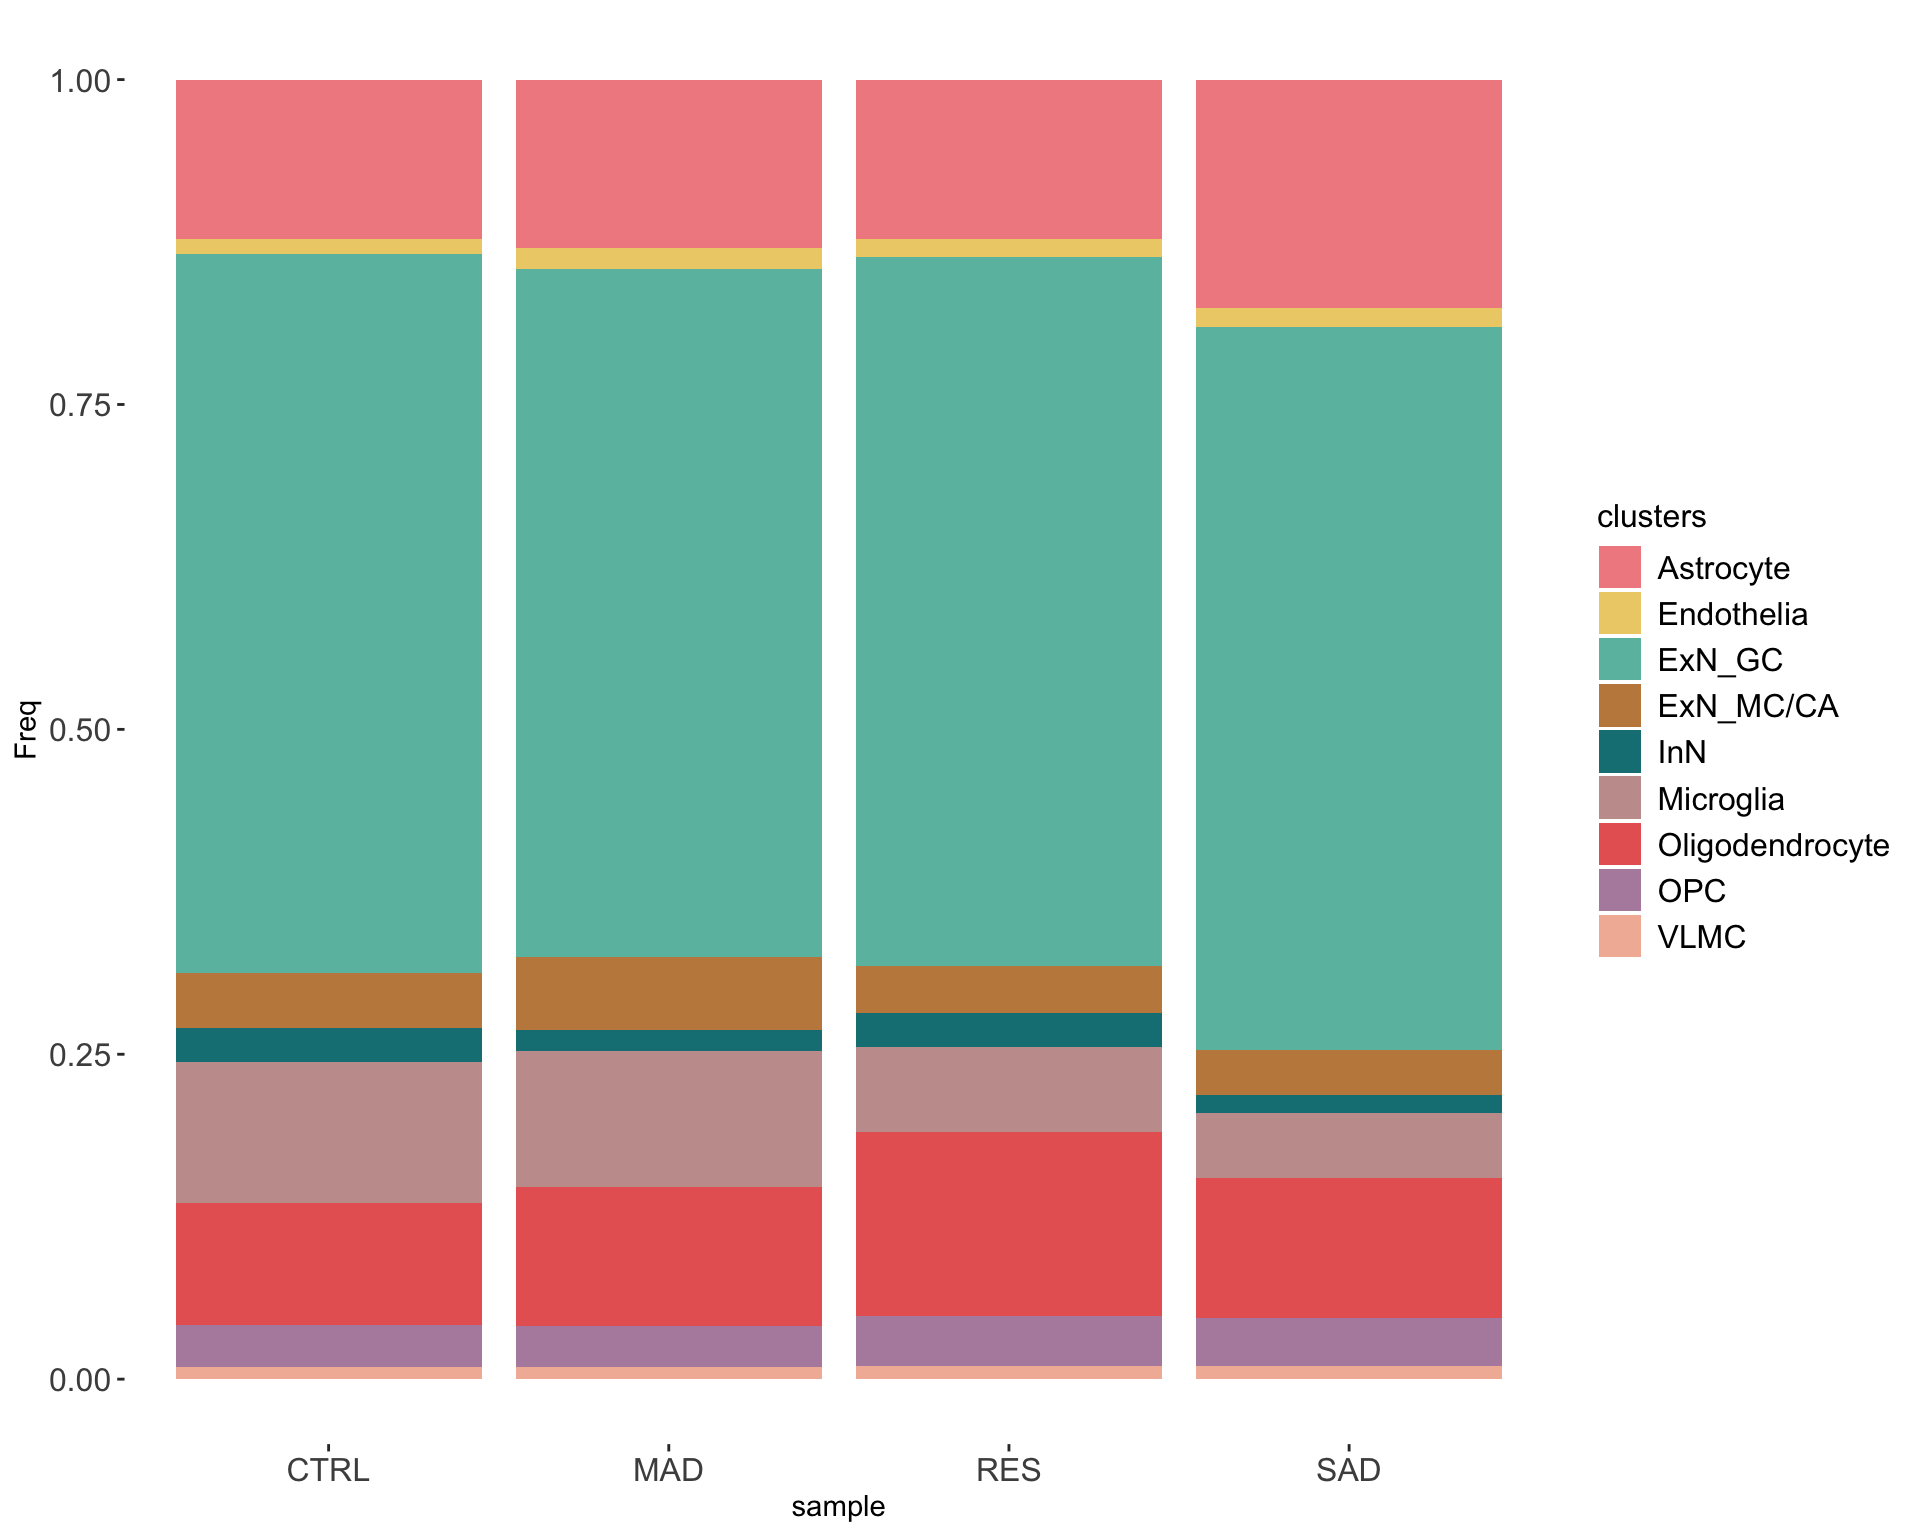 1.00
0.75
0.50
0.25
0.00
Freq
CTRL
MAD
RES
SAD
sample
clusters
Astrocyte
Endothelia
ExN_GC
ExN_MC/CA
InN
Microglia
Oligodendrocyte
OPC
VLMC